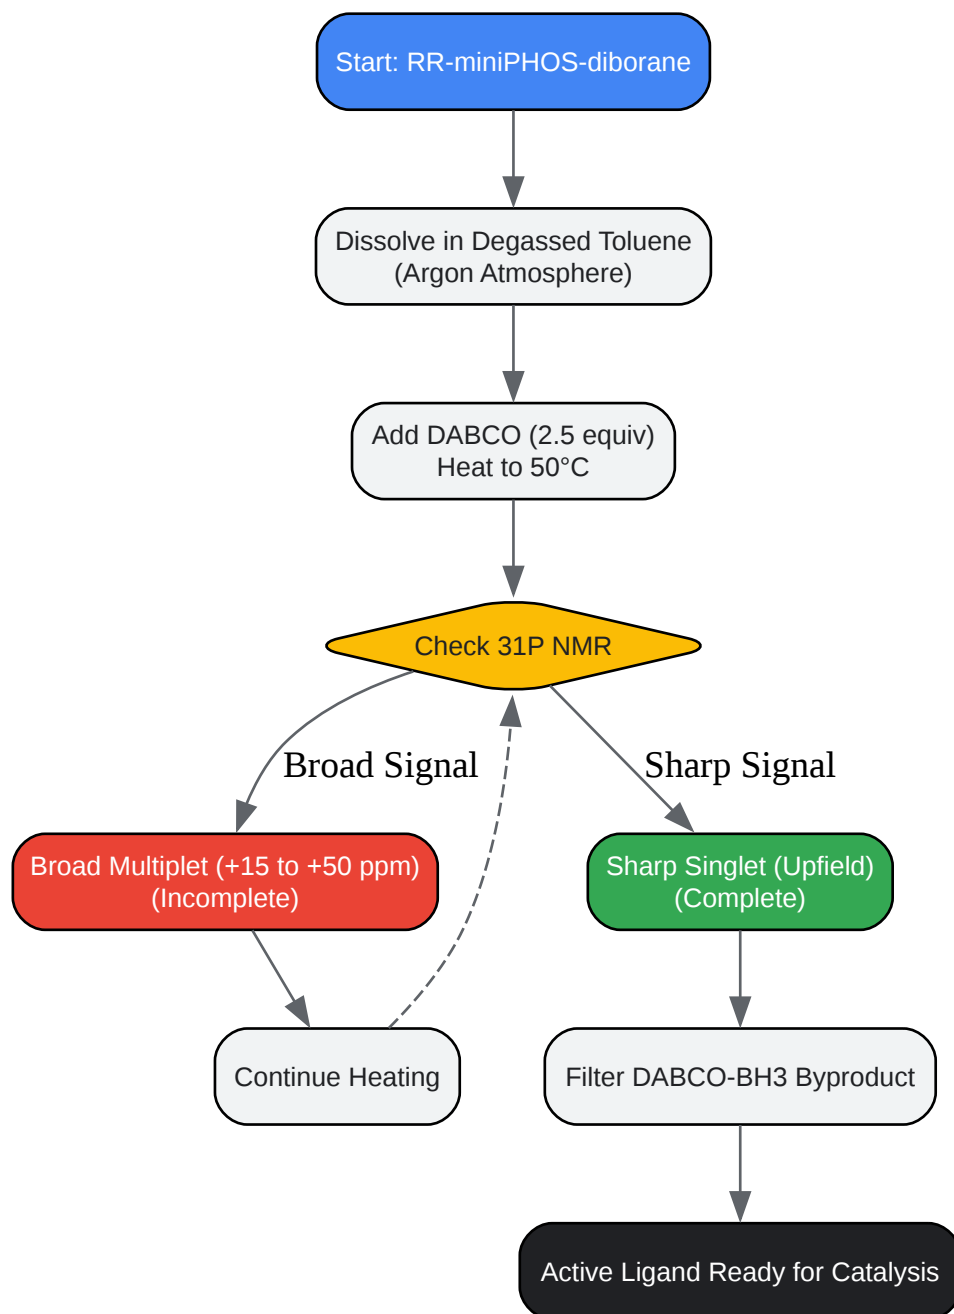 Start: RR-miniPHOS-diborane
Dissolve in Degassed Toluene
(Argon Atmosphere)
Add DABCO (2.5 equiv)
Heat to 50°C
Check 31P NMR
Broad Signal
Sharp Signal
Broad Multiplet (+15 to +50 ppm)
(Incomplete)
Sharp Singlet (Upfield)
(Complete)
Continue Heating
Filter DABCO-BH3 Byproduct
Active Ligand Ready for Catalysis